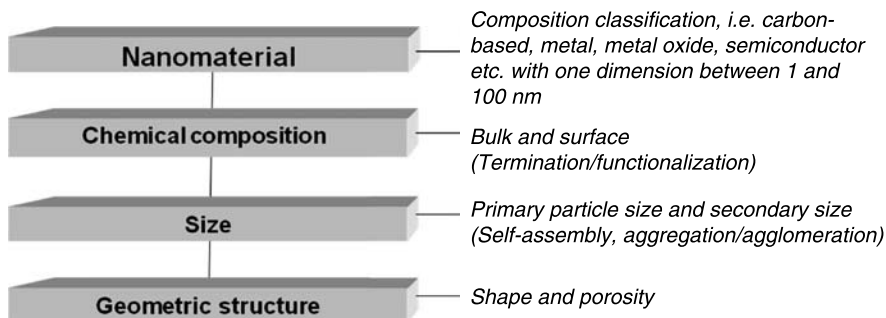 Nanomaterial
Composition classification, i.e. carbon-
based, metal, metal oxide, semiconductor
etc. with one dimension between 1 and
100 nm
Chemical composition
Bulk and surface
(Termination/functionalization)
Size
Primary particle size and secondary size
(Self-assembly, aggregation/agglomeration)
Geometric structure
Shape and porosity